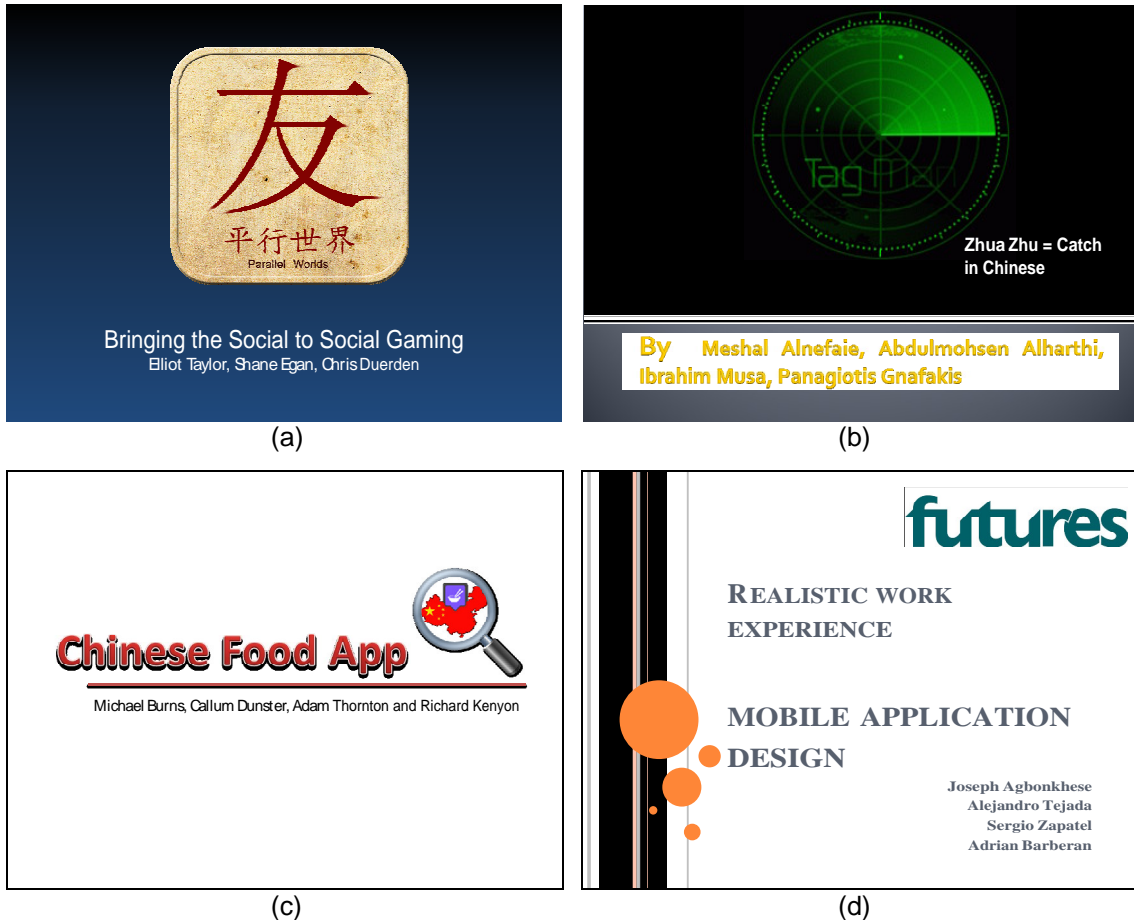 友
平行世界
Parallel Worlds
Bringing the Social to Social Gaming
Elliot Taylor, Shane Egan, Chris Duerden
(a)
Tag Man
Zhua Zhu = Catch
in Chinese
By Meshal Alnefaie, Abdulmohsen Alharthi,
Ibrahim Musa, Panagiotis Gnafakis
(b)
Chinese Food App
Michael Burns, Callum Dunster, Adam Thornton and Richard Kenyon
(c)
futures
REALISTIC WORK
EXPERIENCE
MOBILE APPLICATION
DESIGN
Joseph Agbonkhese
Alejandro Tejada
Sergio Zapatel
Adrian Barberan
(d)